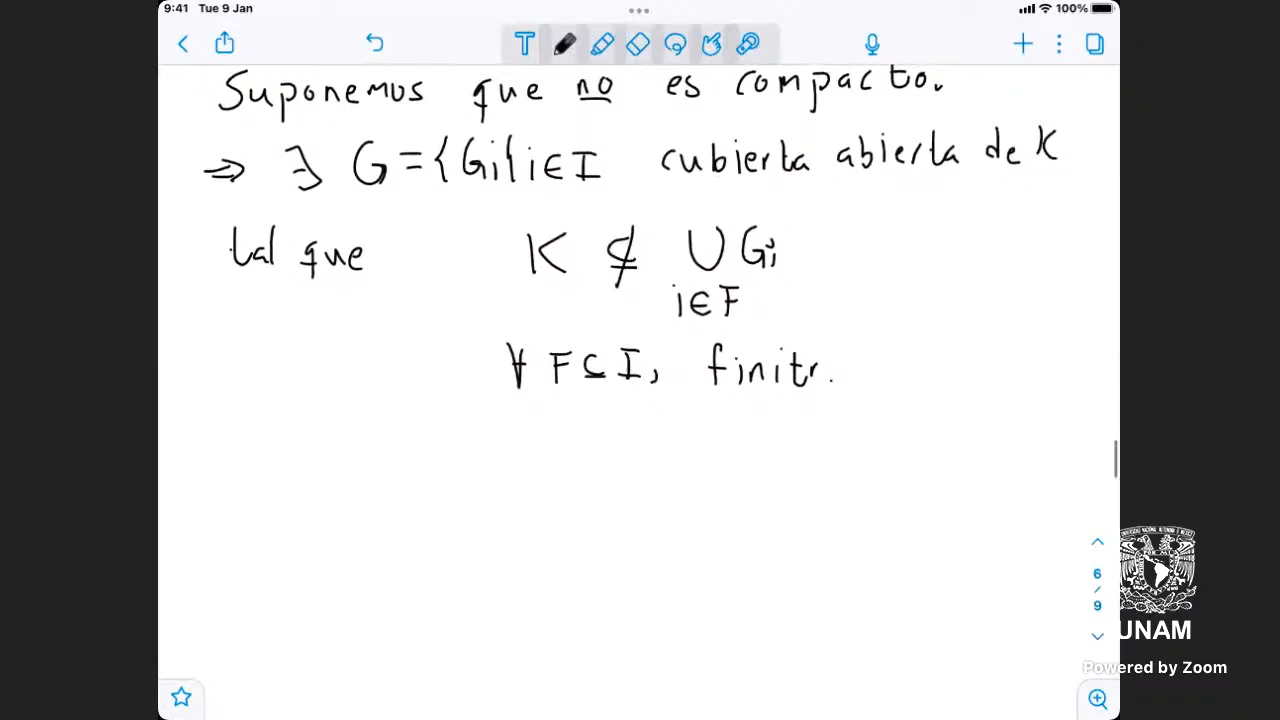 9:41 Tue 9 Jan
100%
T
Suponemos que no es compacto.
⇒ ∃ G = {Gi} i∈I cubierta abierta de K
tal que K ⊈ ∪ Gi
i∈F
∀ F⊆I, finito.
6
9
UNAM
Powered by Zoom